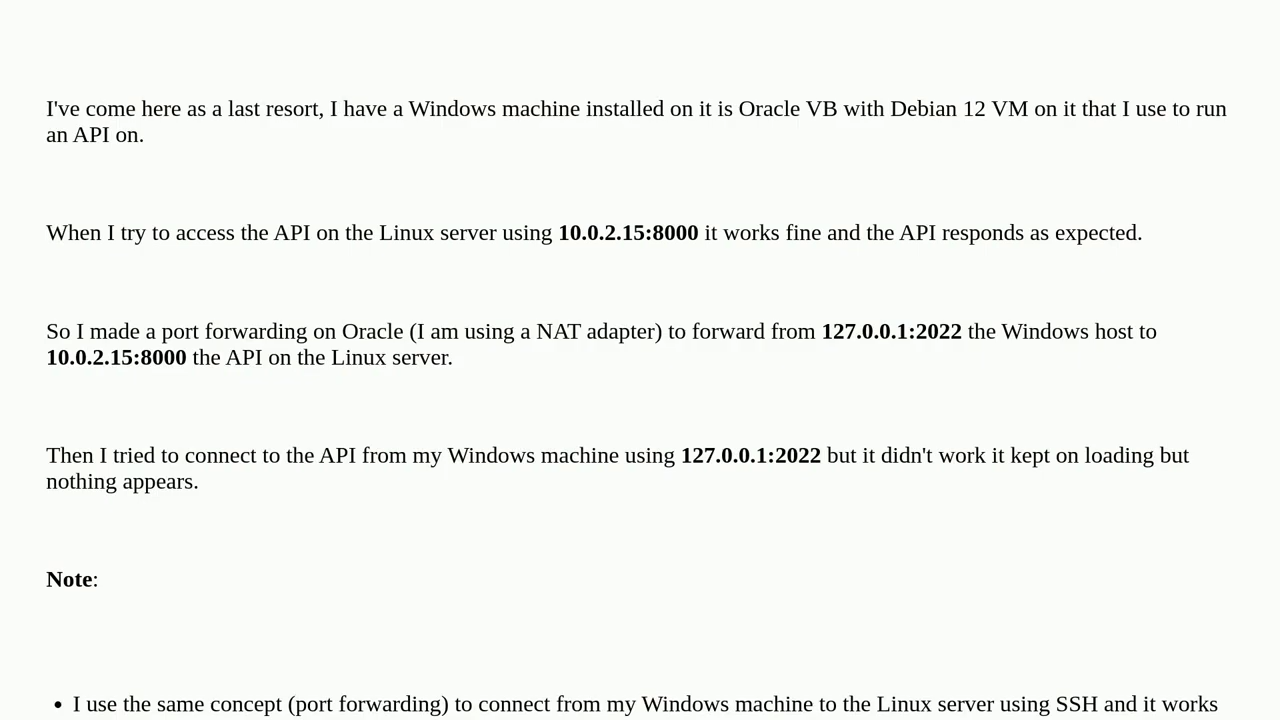 I've come here as a last resort, I have a Windows machine installed on it is Oracle VB with Debian 12 VM on it that I use to run
an API on.
When I try to access the API on the Linux server using 10.0.2.15:8000 it works fine and the API responds as expected.
So I made a port forwarding on Oracle (I am using a NAT adapter) to forward from 127.0.0.1:2022 the Windows host to
10.0.2.15:8000 the API on the Linux server.
Then I tried to connect to the API from my Windows machine using 127.0.0.1:2022 but it didn't work it kept on loading but
nothing appears.
Note:
• I use the same concept (port forwarding) to connect from my Windows machine to the Linux server using SSH and it works